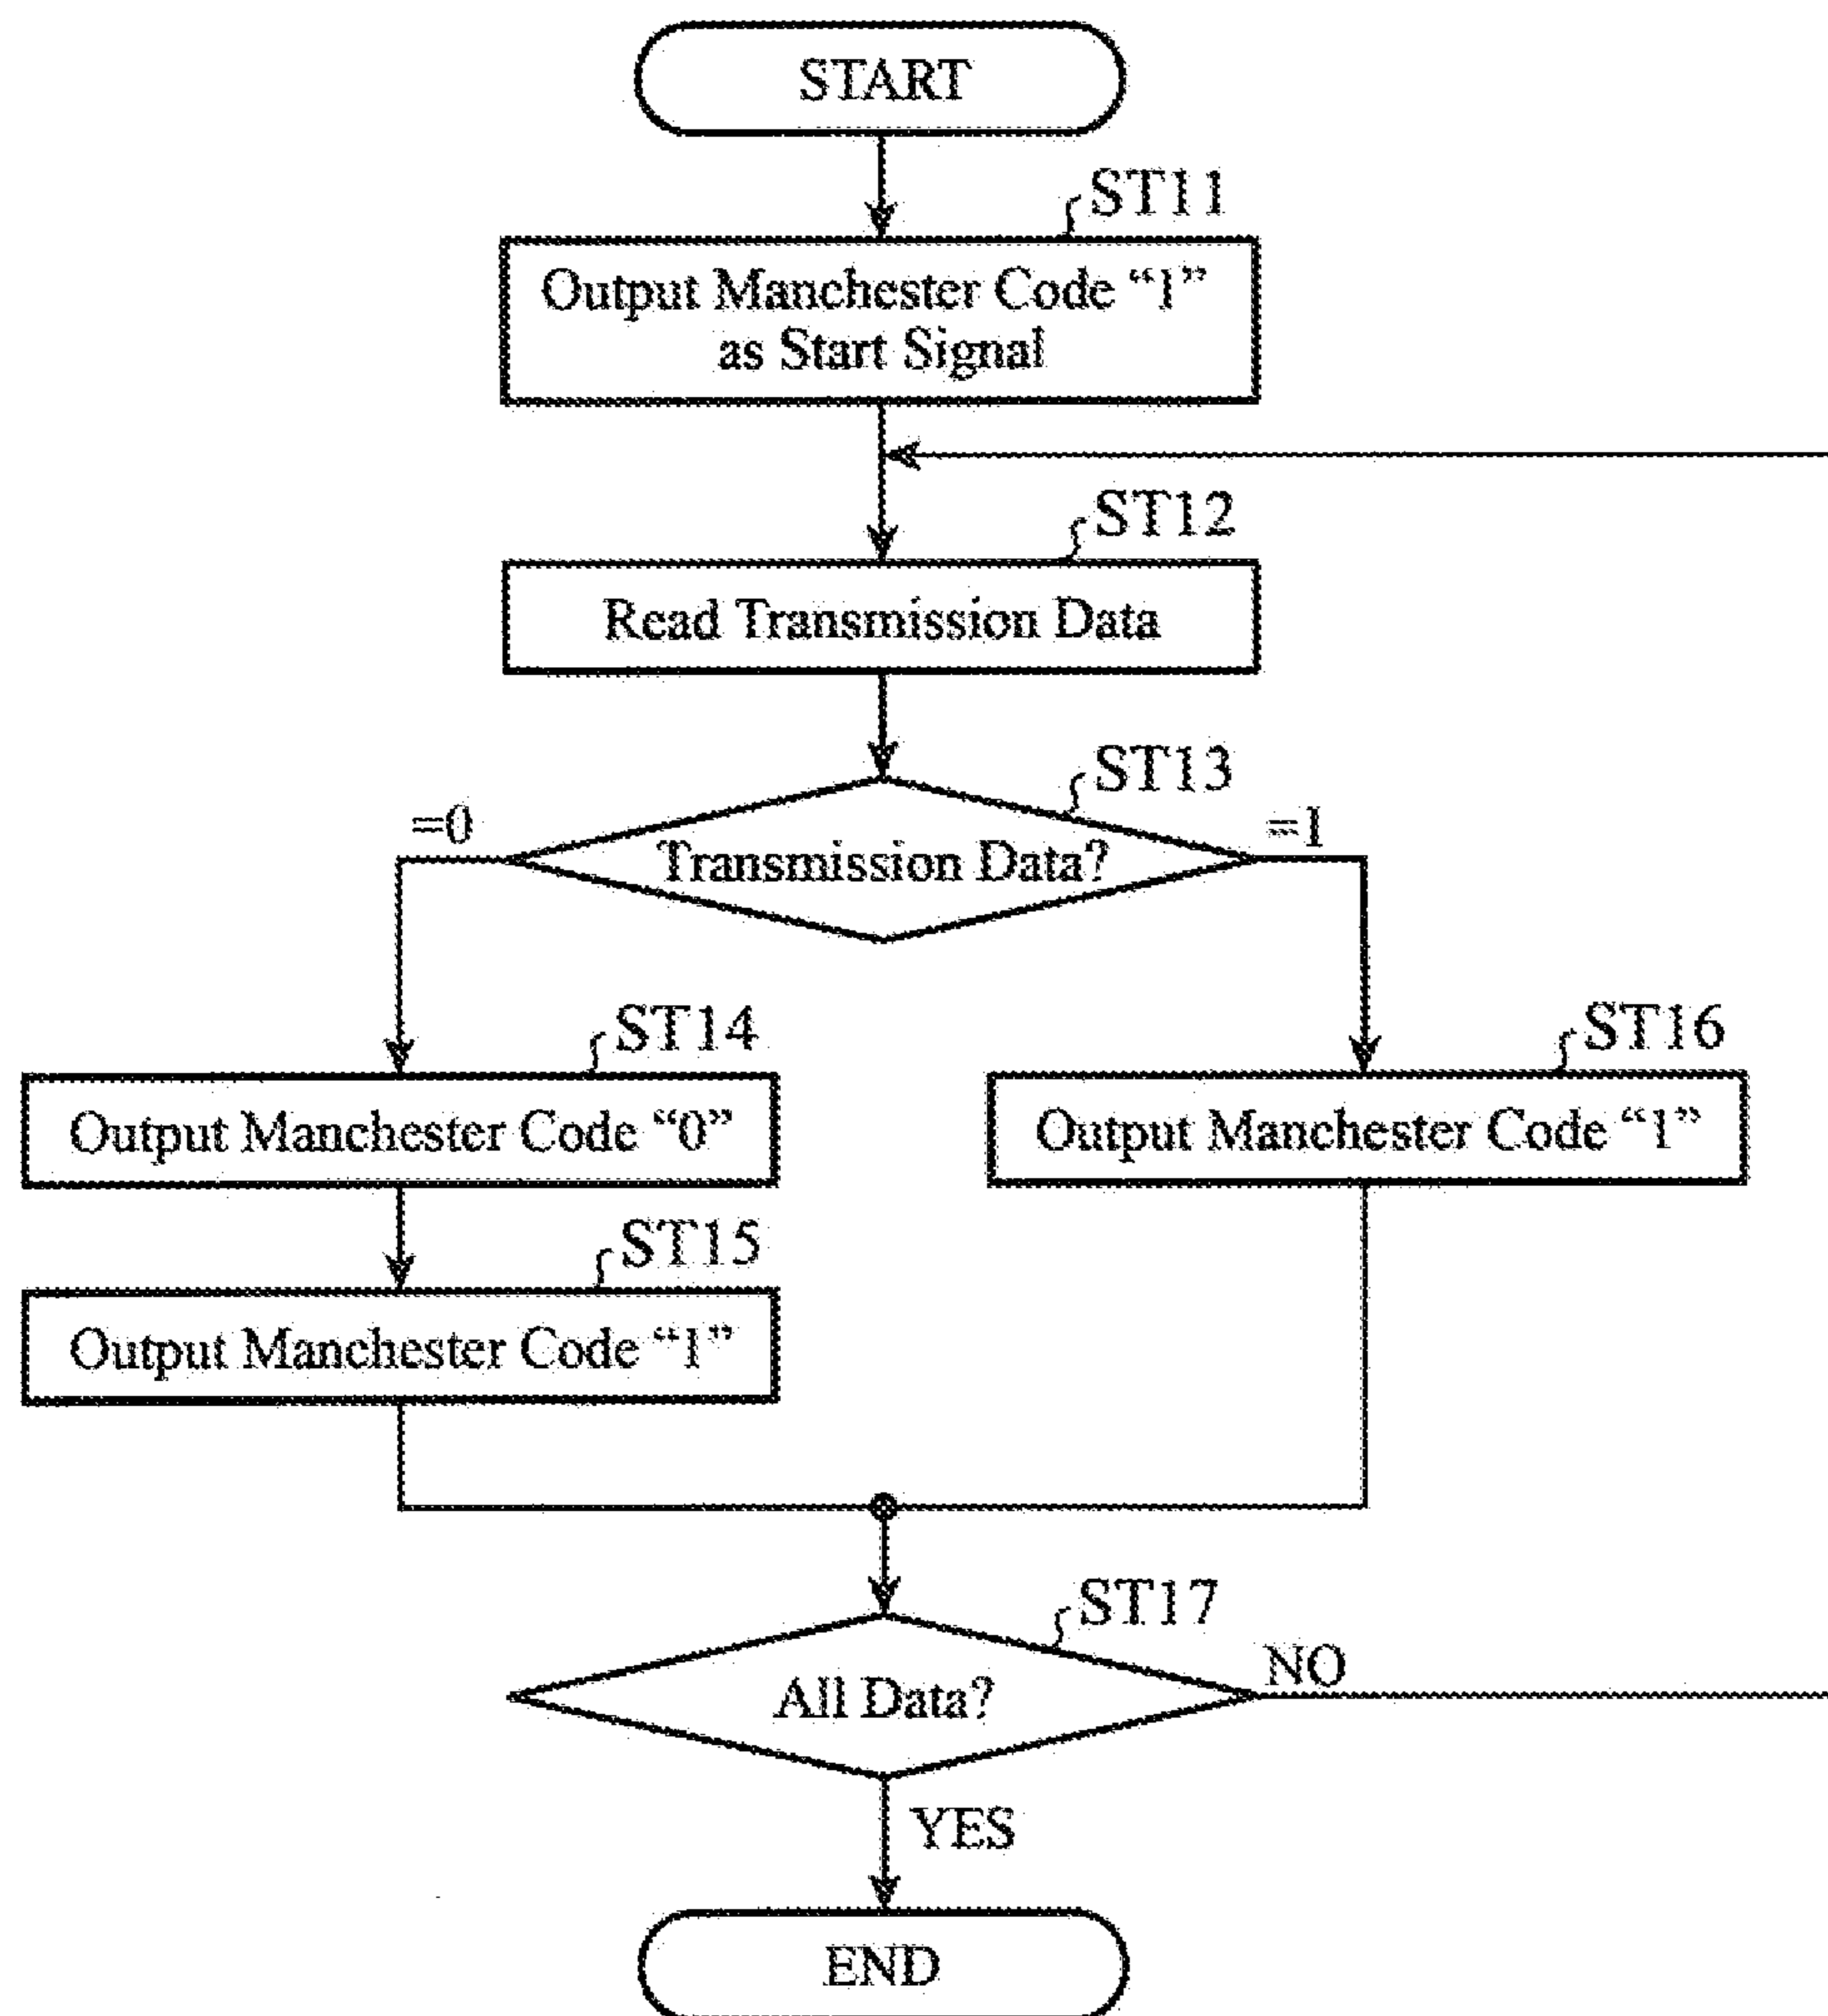 START
ST11
Output Manchester Code “1”
as Start Signal
ST12
Read Transmission Data
ST13
=0
=1
Transmission Data?
ST14
ST16
Output Manchester Code “0”
Output Manchester Code “1”
ST15
Output Manchester Code “1”
ST17
NO
All Data?
YES
END